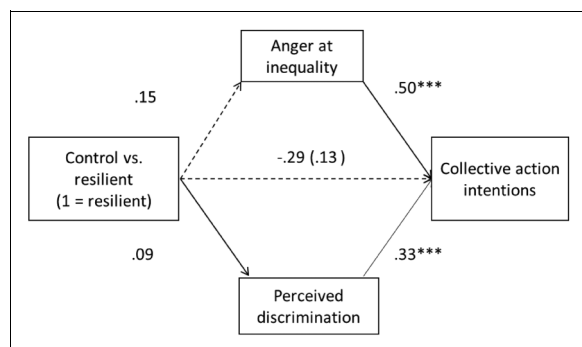 Anger at
inequality
.15
.50***
-.29 (.13 )
Control vs.
resilient
(1 = resilient)
Collective action
intentions
.09
.33***
Perceived
discrimination